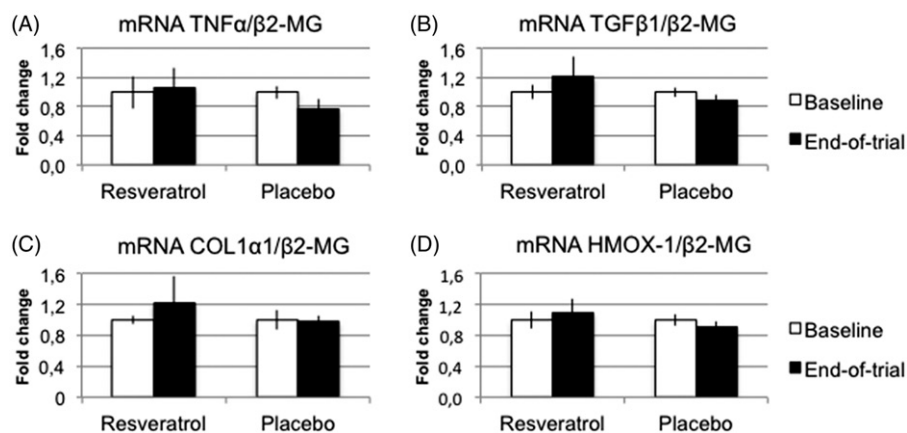 (A) mRNA TNFα/β2-MG
Fold change
1,6
1,2
0,8
0,4
0,0
Resveratrol Placebo
(B) mRNA TGFβ1/β2-MG
Fold change
1,6
1,2
0,8
0,4
0,0
Resveratrol Placebo
Baseline
End-of-trial
(C) mRNA COL1α1/β2-MG
Fold change
1,6
1,2
0,8
0,4
0
Resveratrol Placebo
(D) mRNA HMOX-1/β2-MG
Fold change
1,6
1,2
0,8
0,4
0,0
Resveratrol Placebo
Baseline
End-of-trial